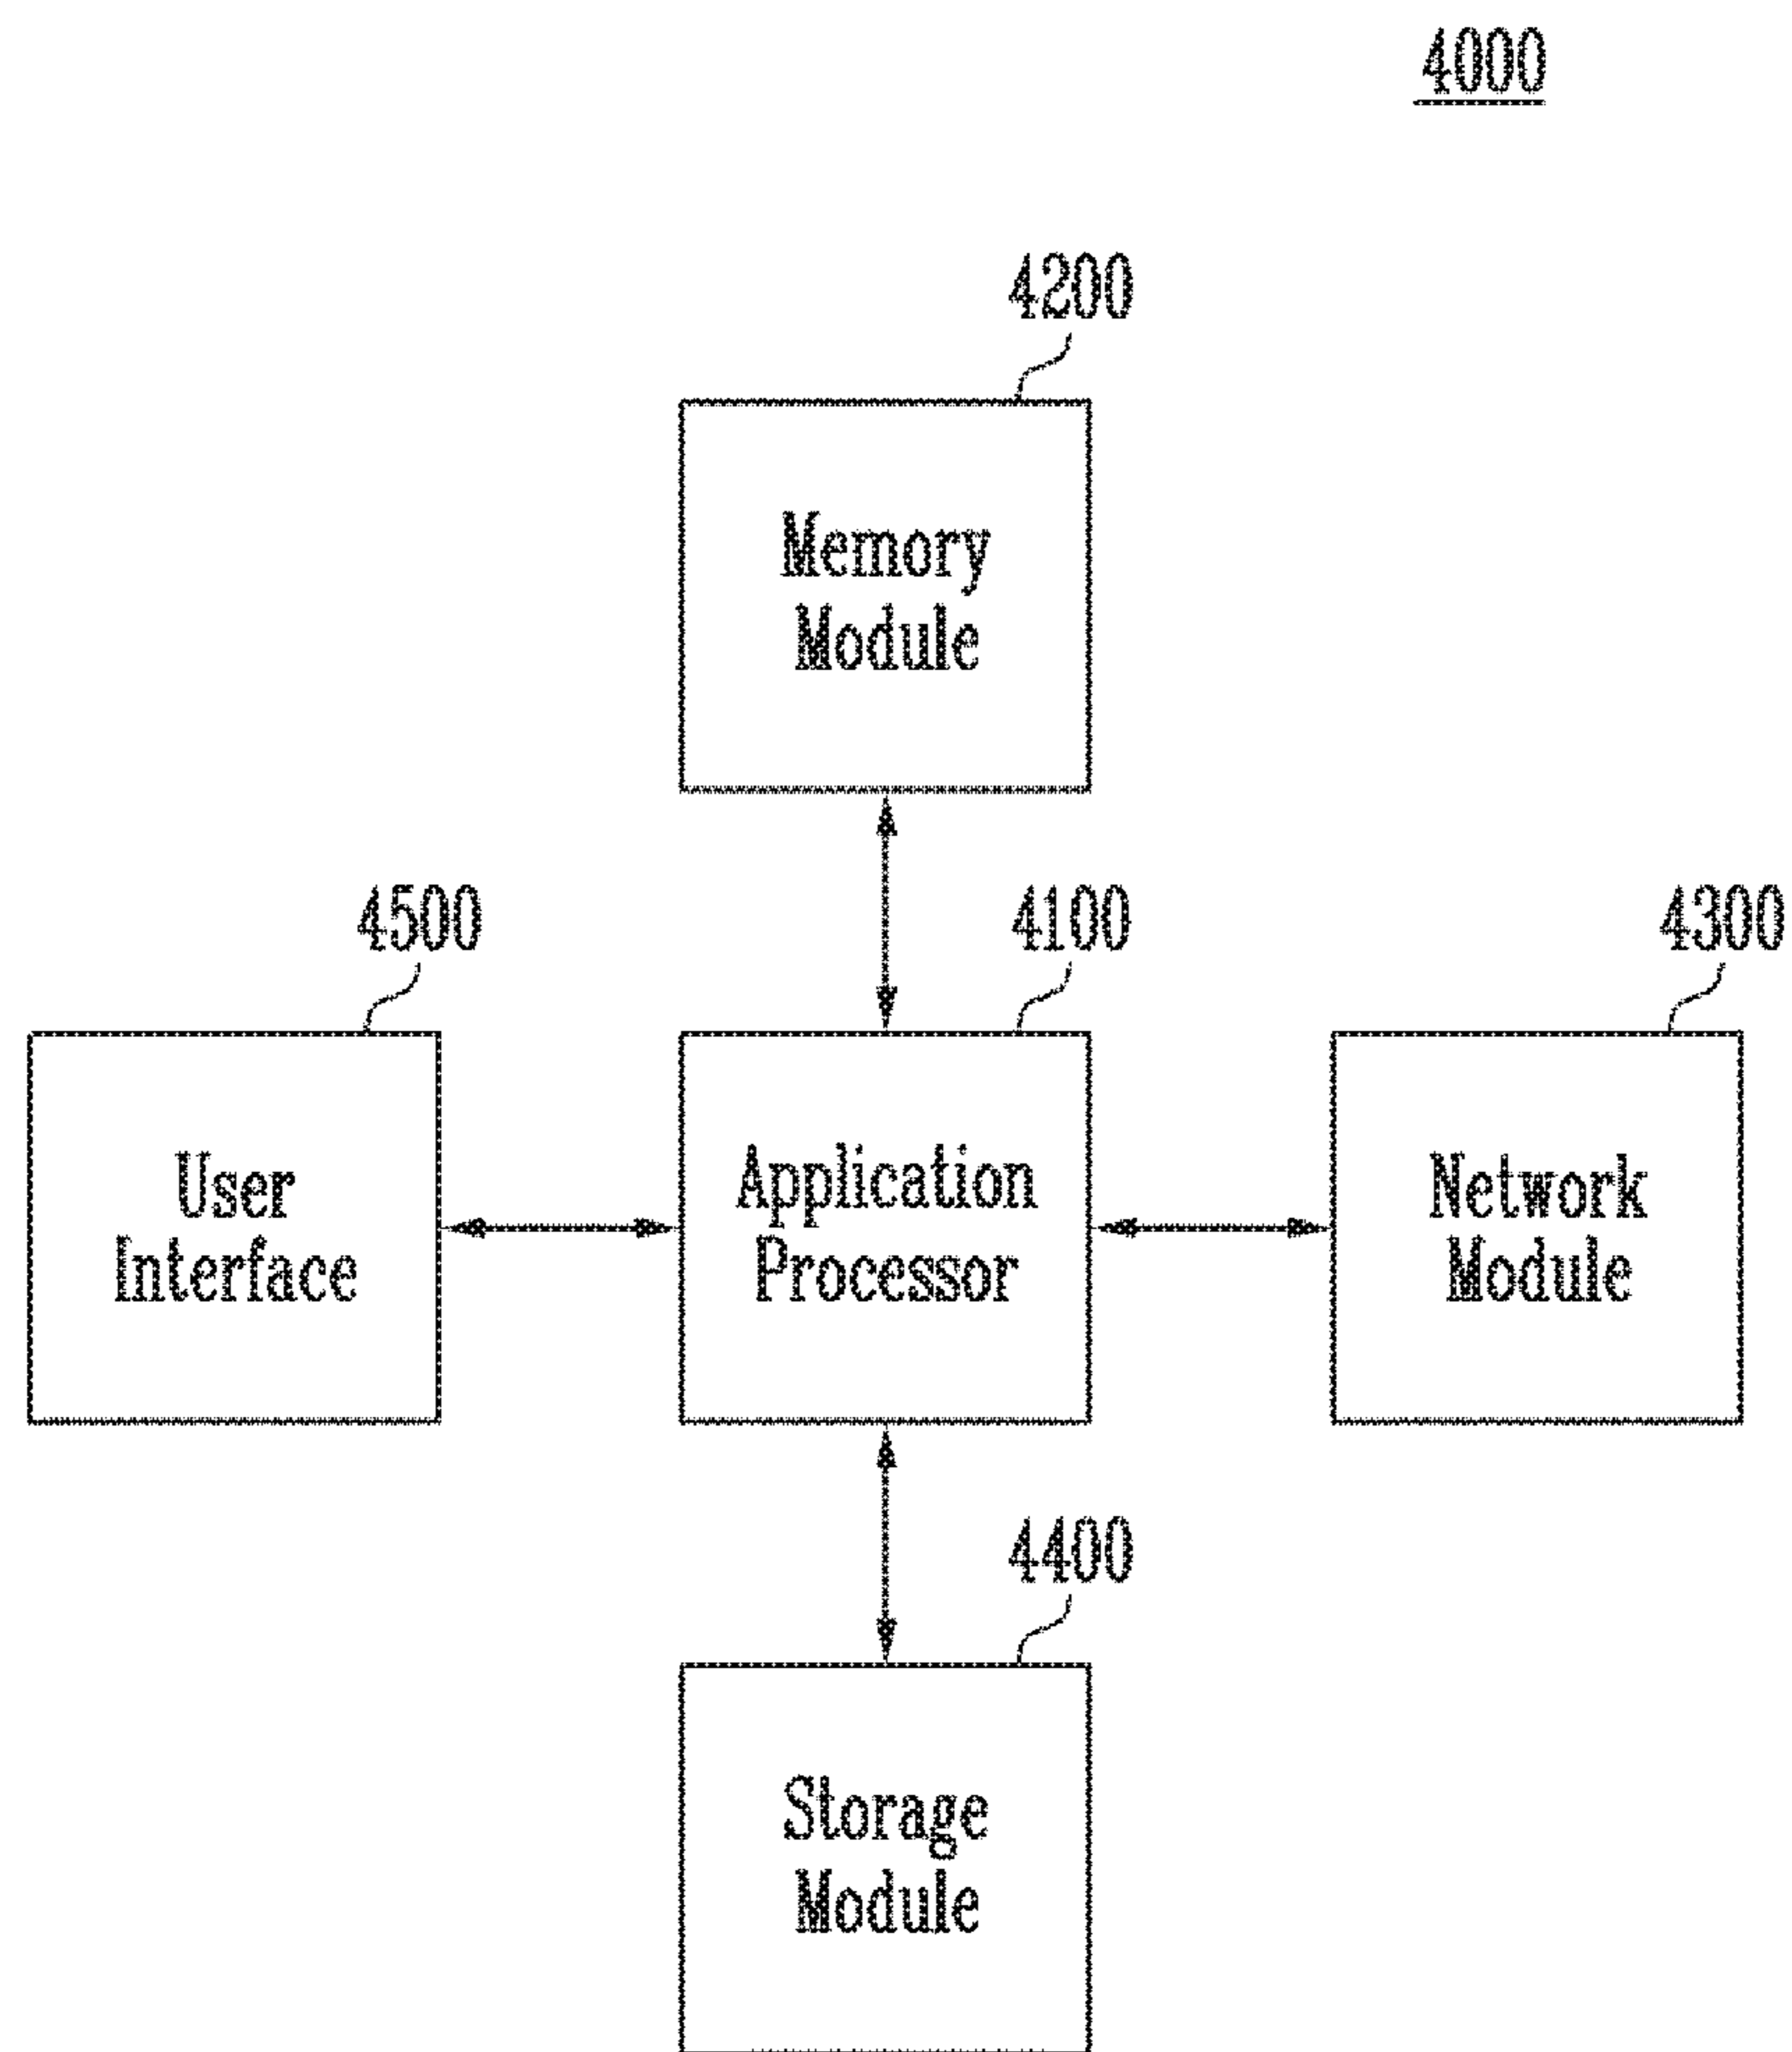 4000
4200
Memory
Module
4500
4100
4300
User
Interface
Application
Processor
Network
Module
4400
Storage
Module